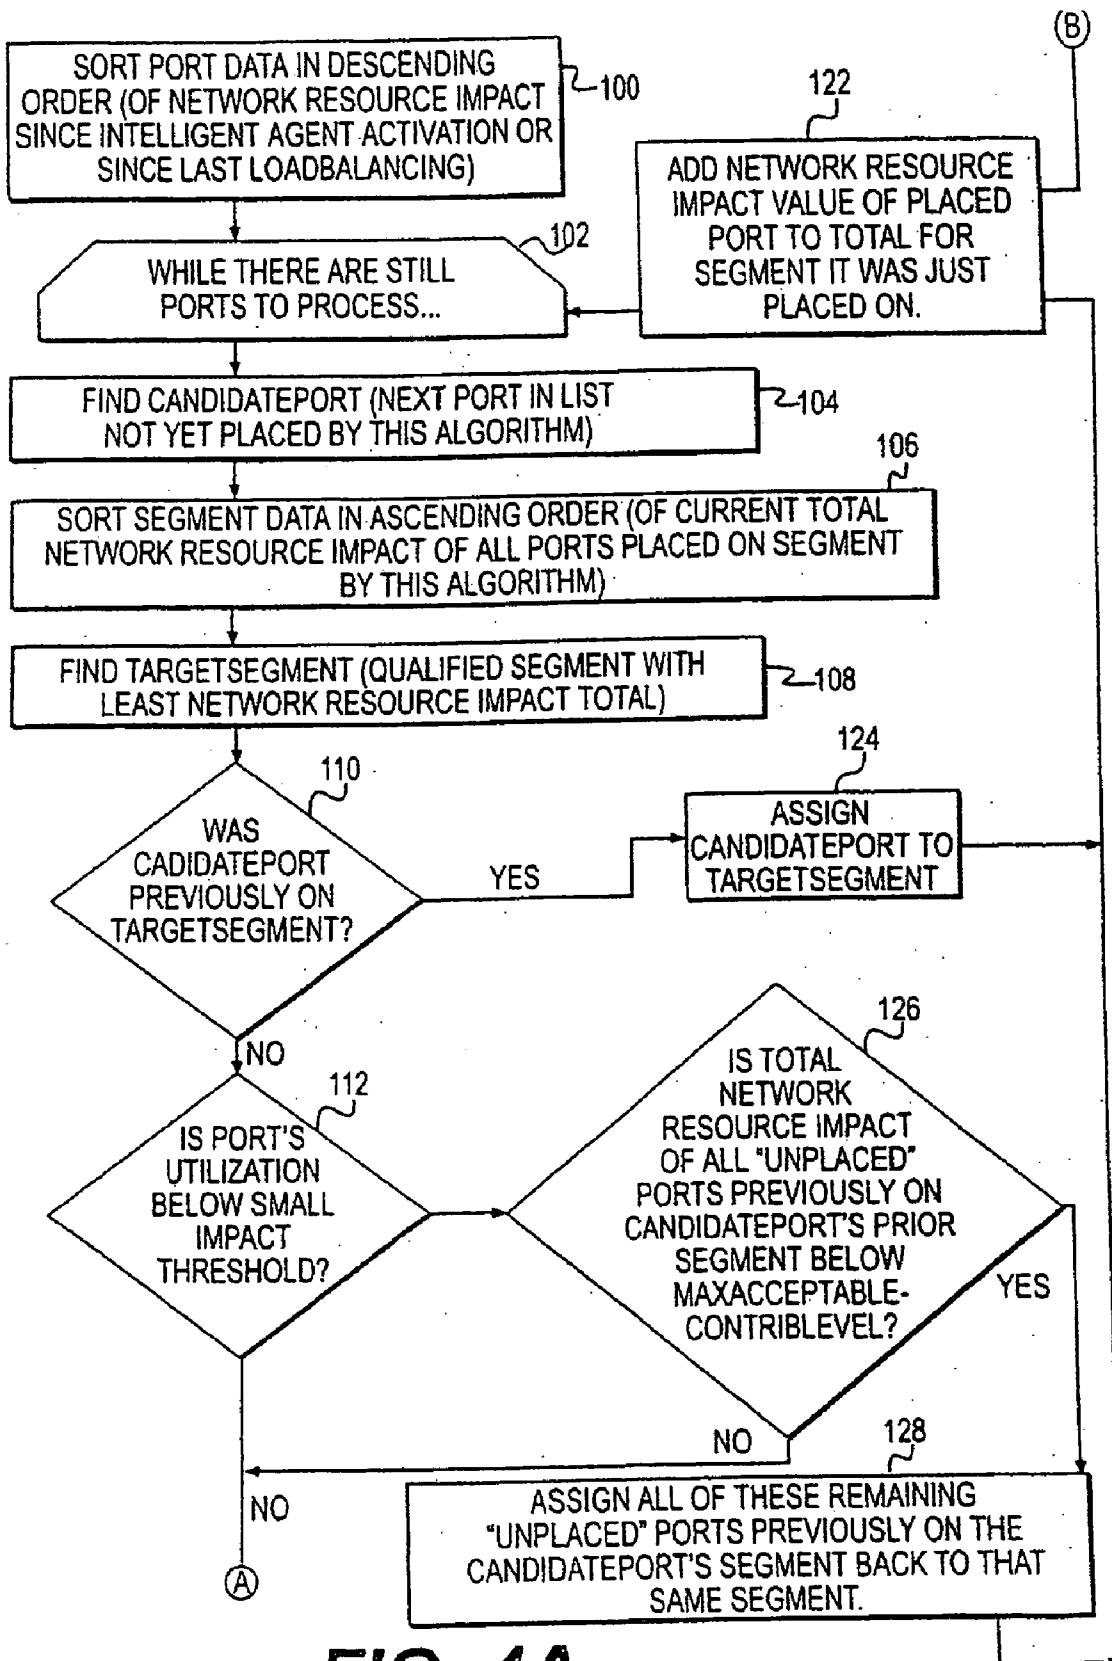 B
SORT PORT DATA IN DESCENDING
ORDER (OF NETWORK RESOURCE IMPACT
SINCE INTELLIGENT AGENT ACTIVATION OR
SINCE LAST LOADBALANCING)
100
122
ADD NETWORK RESOURCE
IMPACT VALUE OF PLACED
PORT TO TOTAL FOR
SEGMENT IT WAS JUST
PLACED ON.
102
WHILE THERE ARE STILL
PORTS TO PROCESS...
FIND CANDIDATEPORT (NEXT PORT IN LIST
NOT YET PLACED BY THIS ALGORITHM)
104
106
SORT SEGMENT DATA IN ASCENDING ORDER (OF CURRENT TOTAL
NETWORK RESOURCE IMPACT OF ALL PORTS PLACED ON SEGMENT
BY THIS ALGORITHM)
FIND TARGETSEGMENT (QUALIFIED SEGMENT WITH
LEAST NETWORK RESOURCE IMPACT TOTAL)
108
110
WAS
CADIDATEPORT
PREVIOUSLY ON
TARGETSEGMENT?
YES
124
ASSIGN
CANDIDATEPORT TO
TARGETSEGMENT
NO
112
IS PORT'S
UTILIZATION
BELOW SMALL
IMPACT
THRESHOLD?
126
IS TOTAL
NETWORK
RESOURCE IMPACT
OF ALL "UNPLACED"
PORTS PREVIOUSLY ON
CANDIDATEPORT'S PRIOR
SEGMENT BELOW
MAXACCEPTABLE-
CONTRIBLEVEL?
YES
NO
NO
A
128
ASSIGN ALL OF THESE REMAINING
"UNPLACED" PORTS PREVIOUSLY ON THE
CANDIDATEPORT'S SEGMENT BACK TO THAT
SAME SEGMENT.
FIG. 4A